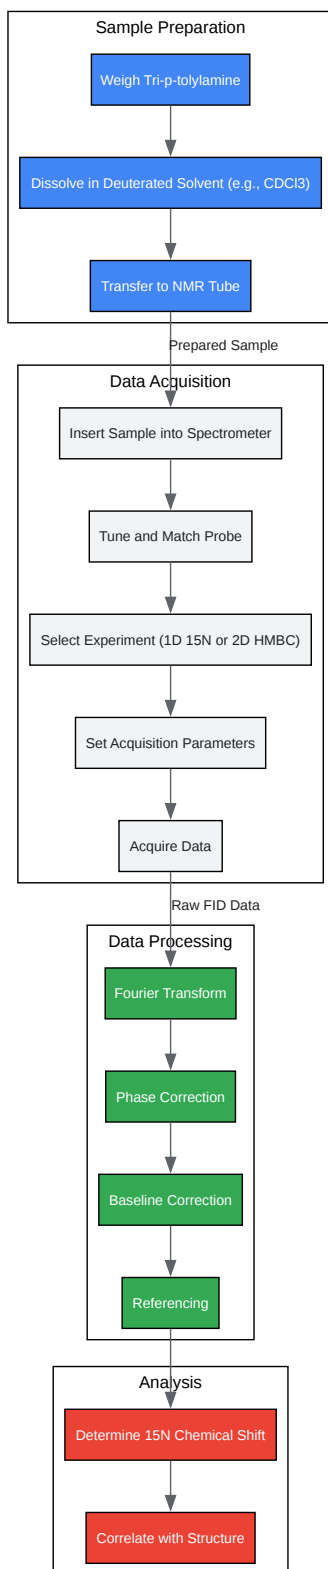 Sample Preparation
Weigh Tri-p-tolylamine
Dissolve in Deuterated Solvent (e.g., CDCl3)
Transfer to NMR Tube
Prepared Sample
Data Acquisition
Insert Sample into Spectrometer
Tune and Match Probe
Select Experiment (1D 15N or 2D HMBC)
Set Acquisition Parameters
Acquire Data
Raw FID Data
Data Processing
Fourier Transform
Phase Correction
Baseline Correction
Referencing
Analysis
Determine 15N Chemical Shift
Correlate with Structure